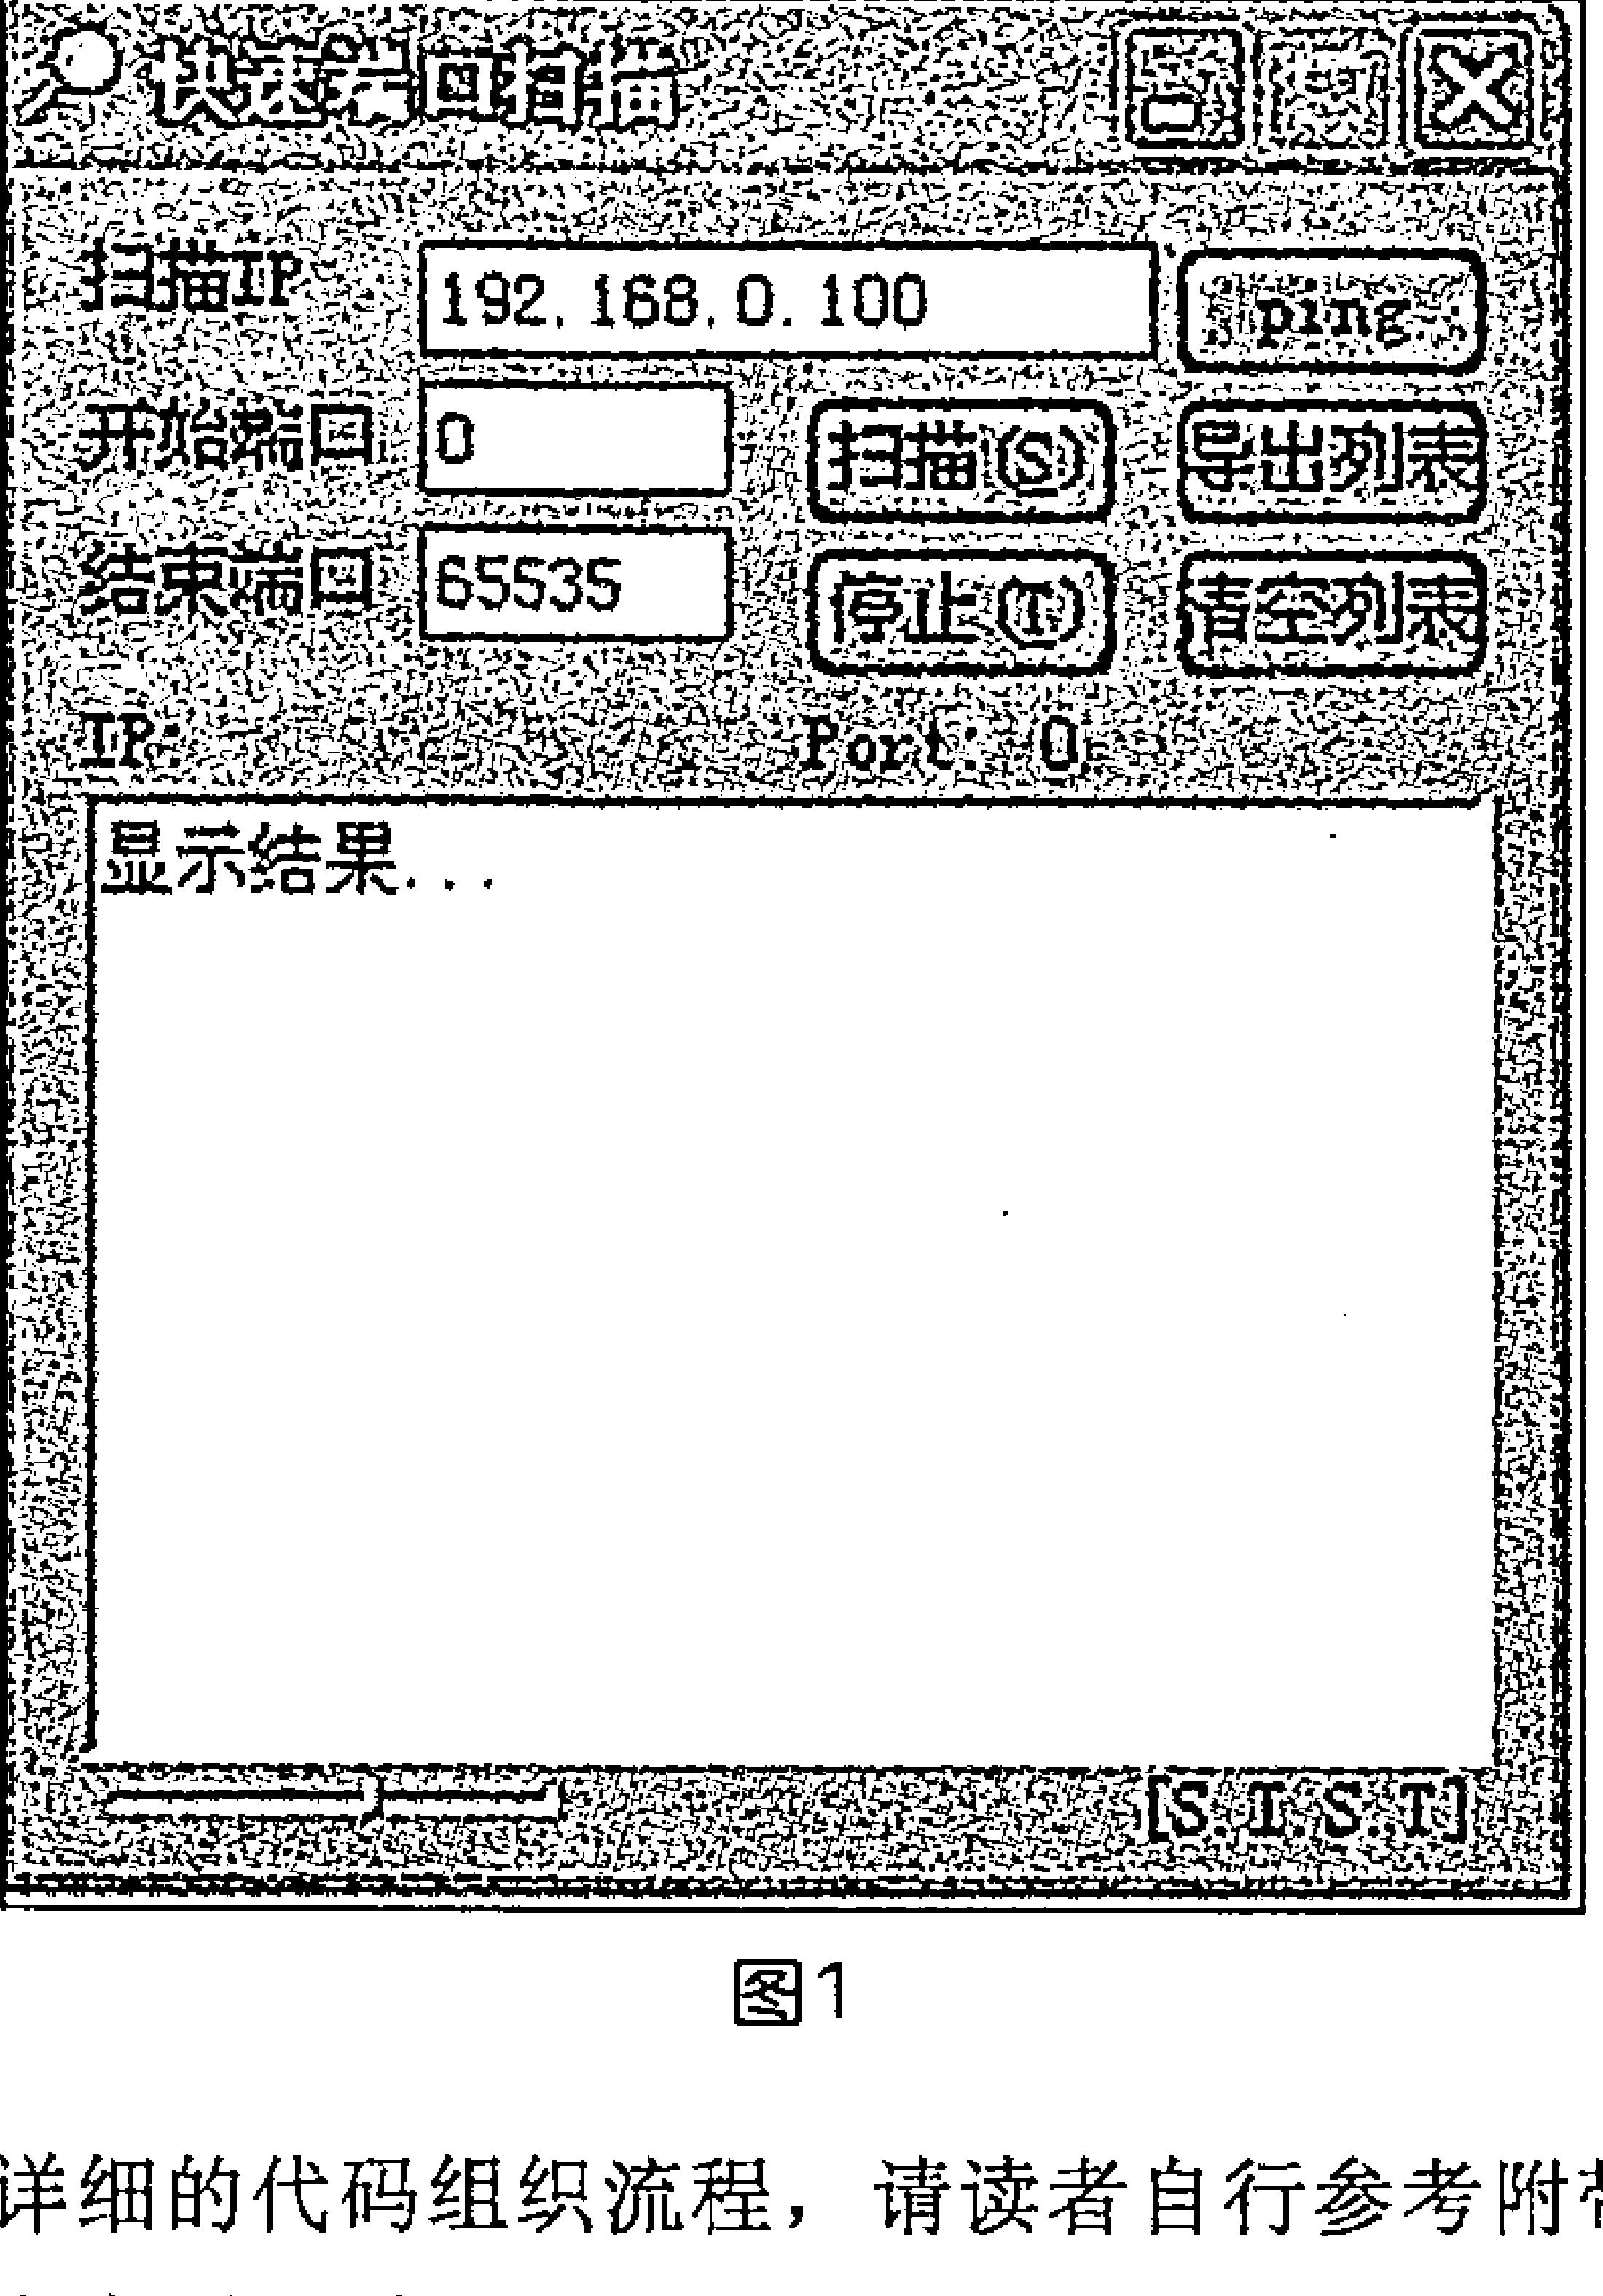 快速端口扫描
扫描IP 192.168.0.100 ping
开始端口 0 扫描(S) 导出列表
结束端口 65535 停止(T) 清空列表
IP: Port: 0
显示结果...
[S.T.S.T]
图1
详细的代码组织流程，请读者自行参考附带